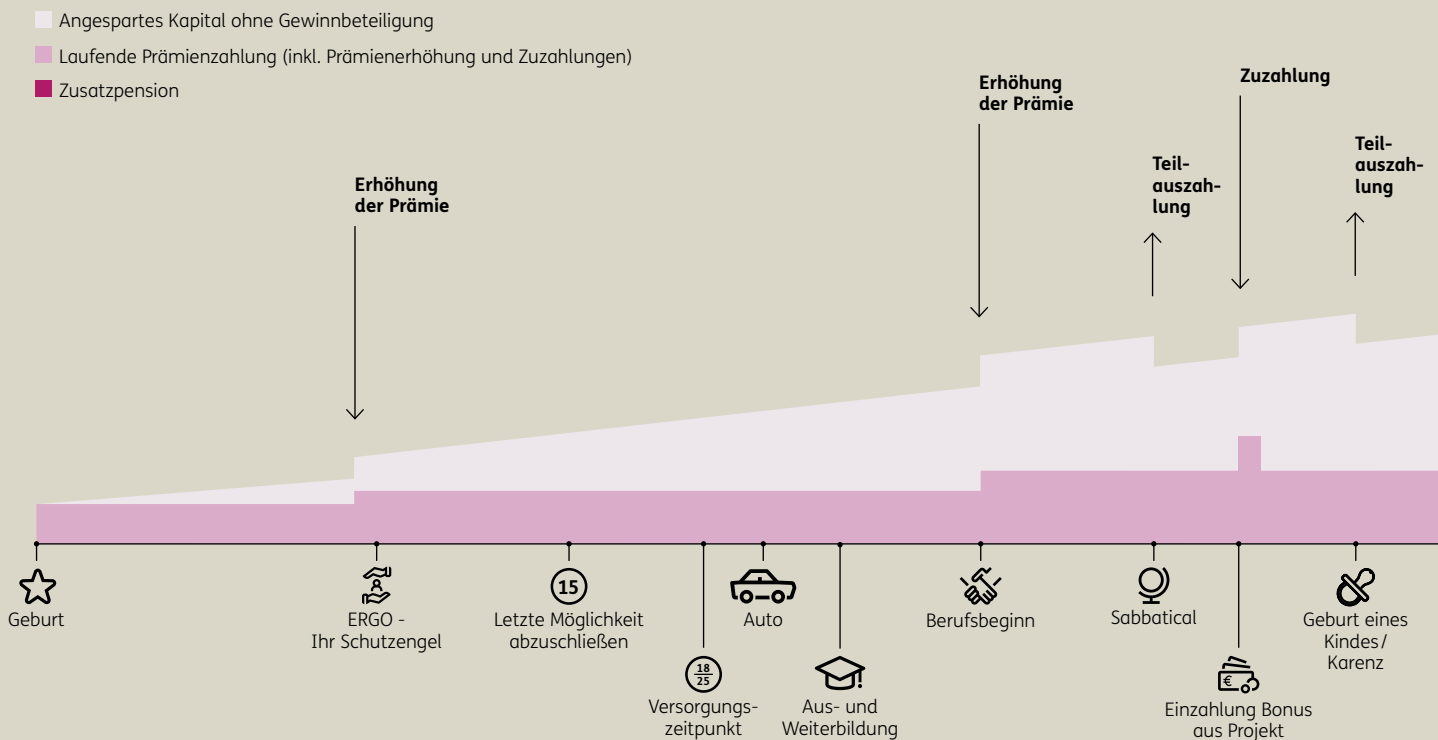 Angespartes Kapital ohne Gewinnbeteiligung
Laufende Prämienzahlung (inkl. Prämienerhöhung und Zuzahlungen)
Zusatzpension
Erhöhung
der Prämie
Erhöhung
der Prämie
Teil-
auszah-
lung
Zuzahlung
Teil-
auszah-
lung
Geburt
ERGO -
Ihr Schutzengel
15
Letzte Möglichkeit
abzuschließen
18
25
Versorgungs-
zeitpunkt
Auto
Aus- und
Weiterbildung
Berufsbeginn
Sabbatical
€
Einzahlung Bonus
aus Projekt
Geburt eines
Kindes/
Karenz